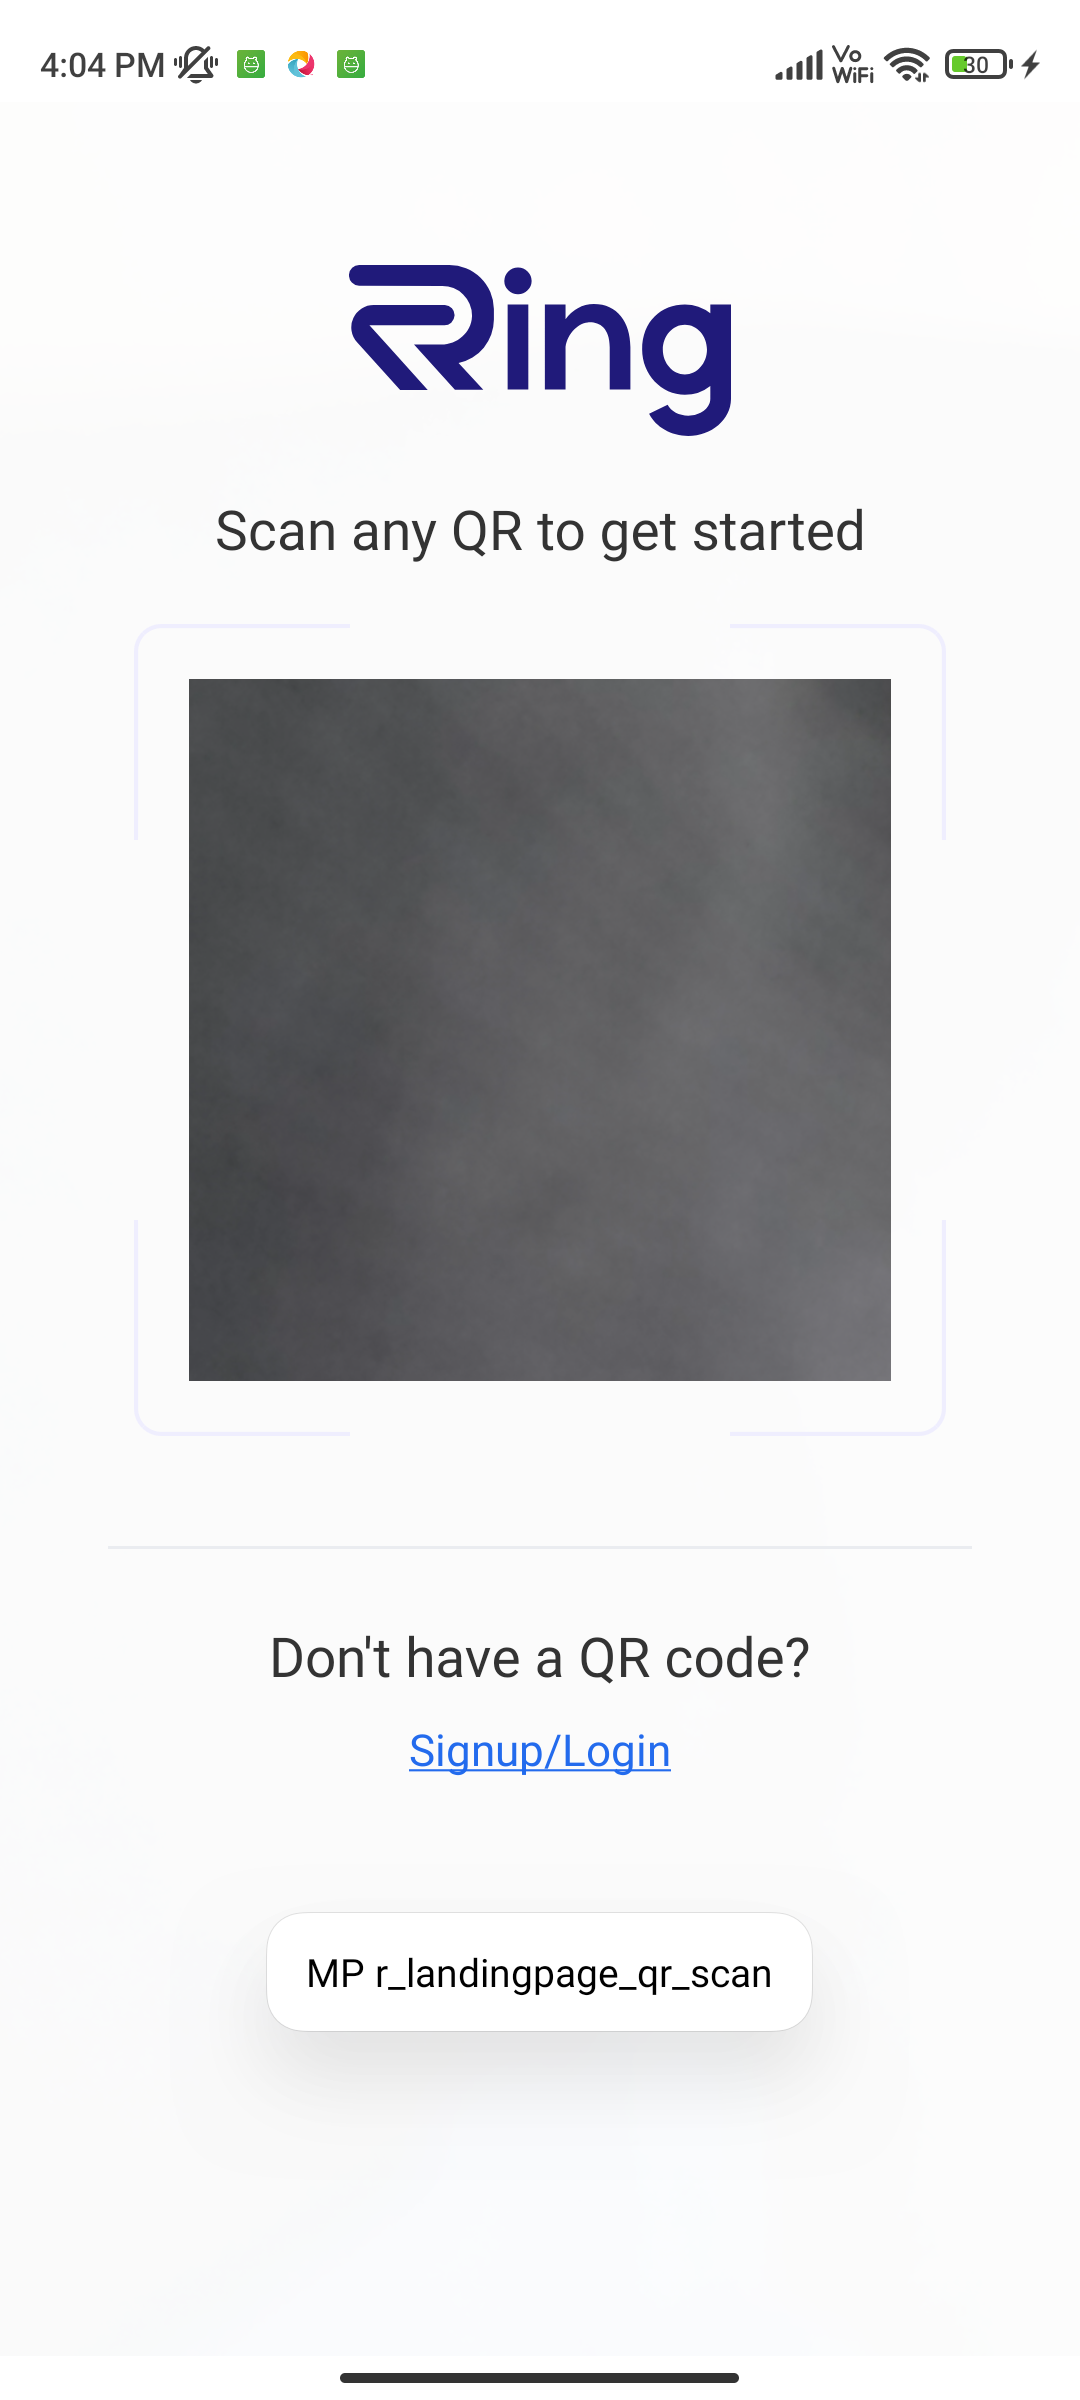 4:04 PM
Vo
WiFi
30
Ring
Scan any QR to get started
Don't have a QR code?
Signup/Login
MP r_landingpage_qr_scan